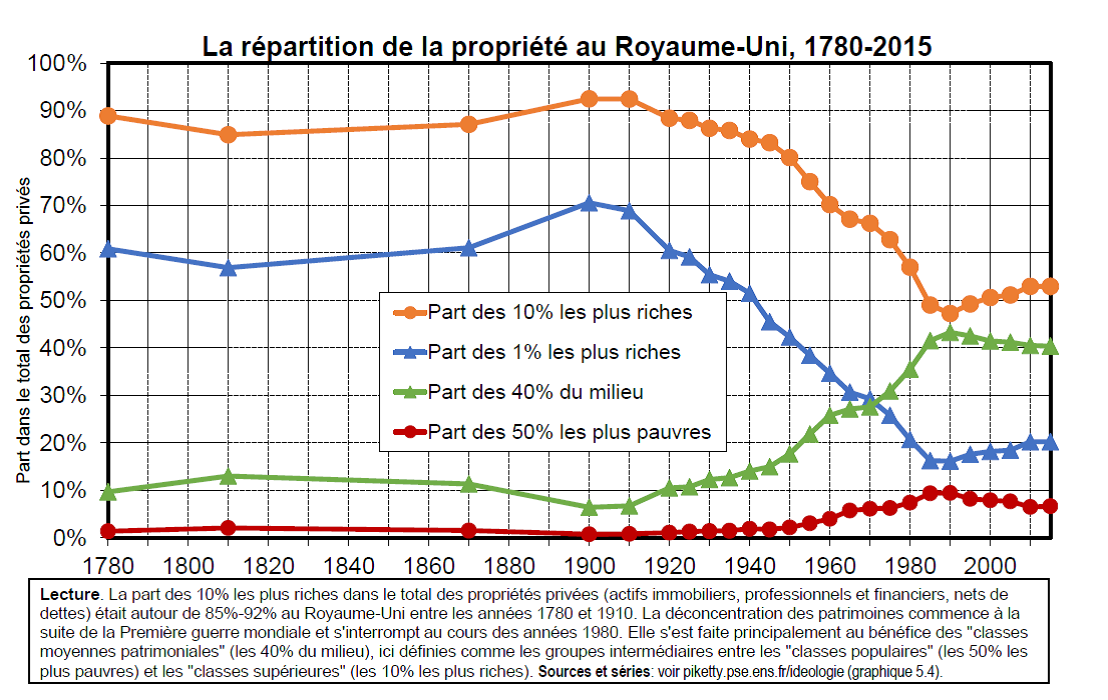 La répartition de la propriété au Royaume-Uni, 1780-2015
Part dans le total des propriétés privés
100%
90%
80%
70%
60%
50%
40%
30%
20%
10%
0%
Part des 10% les plus riches
Part des 1% les plus riches
Part des 40% du milieu
Part des 50% les plus pauvres
1780 1800 1820 1840 1860 1880 1900 1920 1940 1960 1980 2000
Lecture. La part des 10% les plus riches dans le total des propriétés privées (actifs immobiliers, professionnels et financiers, nets de
dettes) était autour de 85%-92% au Royaume-Uni entre les années 1780 et 1910. La déconcentration des patrimoines commence à la
suite de la Première guerre mondiale et s'interrompt au cours des années 1980. Elle s'est faite principalement au bénéfice des "classes
moyennes patrimoniales" (les 40% du milieu), ici définies comme les groupes intermédiaires entre les "classes populaires" (les 50% les
plus pauvres) et les "classes supérieures" (les 10% les plus riches). Sources et séries: voir piketty.pse.ens.fr/ideologie (graphique 5.4).